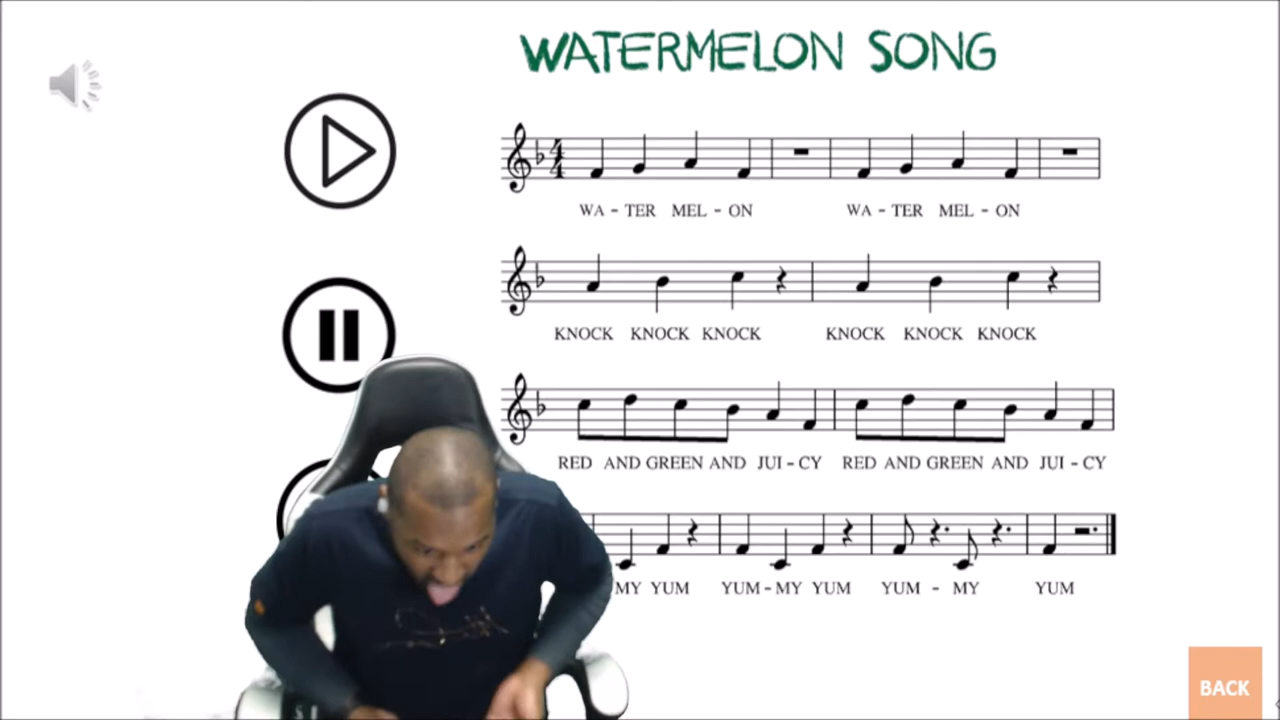 WATERMELON SONG
WA - TER MEL - ON WA - TER MEL - ON
KNOCK KNOCK KNOCK KNOCK KNOCK KNOCK
RED AND GREEN AND JUI - CY RED AND GREEN AND JUI - CY
MY YUM YUM - MY YUM YUM - MY YUM
BACK